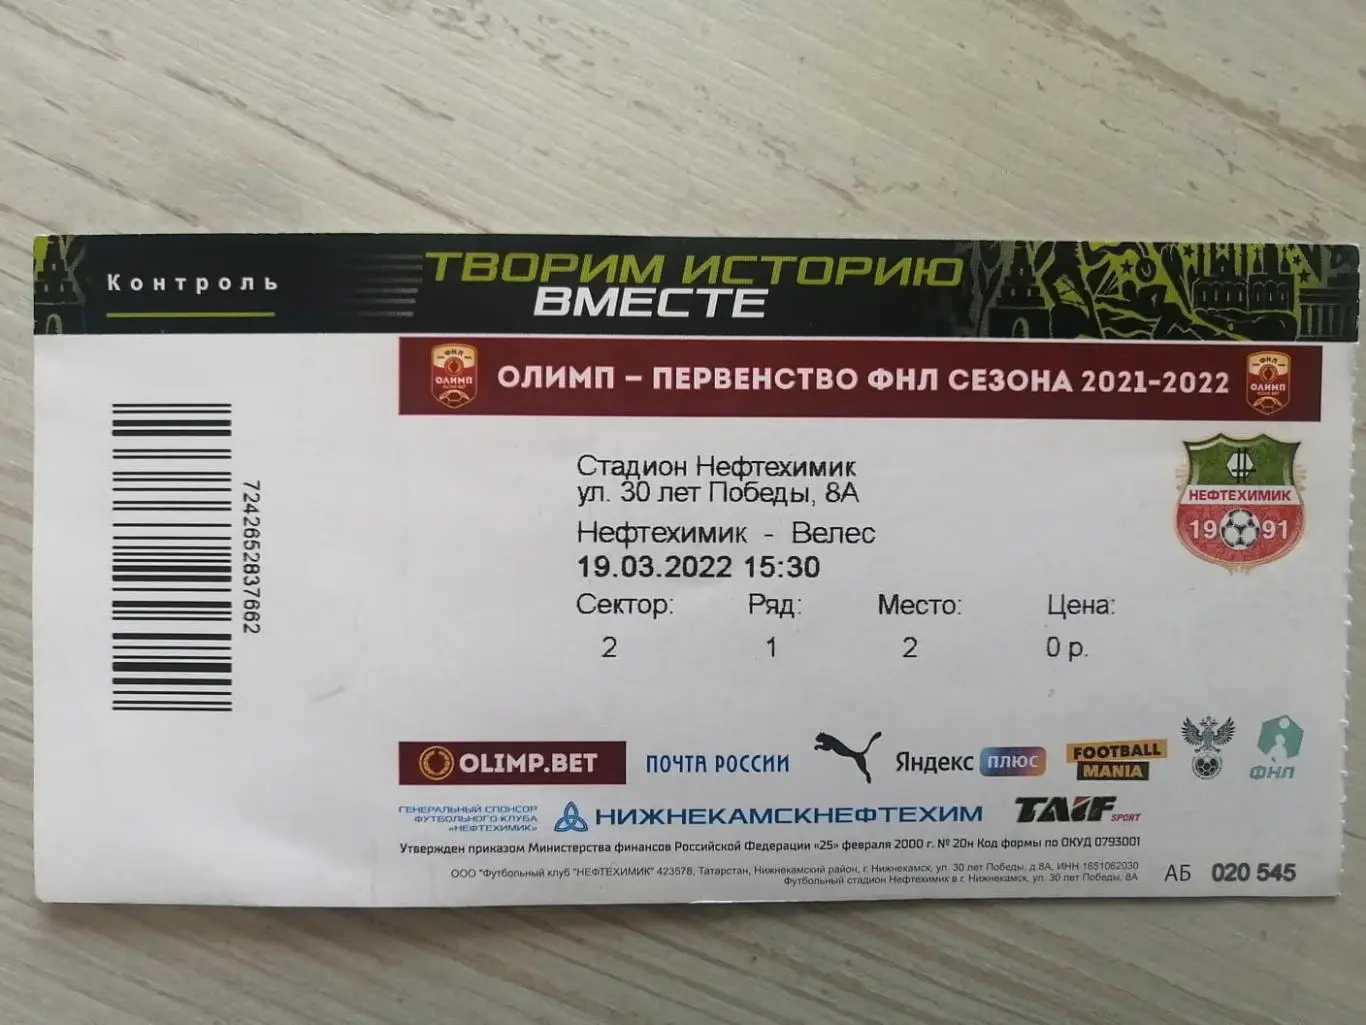 Контроль
ТВОРИМ ИСТОРИЮ
ВМЕСТЕ
ФНЛ
ОЛИМП
ОЛИМП – ПЕРВЕНСТВО ФНЛ СЕЗОНА 2021-2022
ФНЛ
ОЛИМП
7242652837662
Стадион Нефтехимик
ул. 30 лет Победы, 8А
Нефтехимик - Велес
19.03.2022 15:30
Сектор: Ряд: Место: Цена:
2 1 2 0 р.
НЕФТЕХИМИК
1991
OLIMP.BET
ПОЧТА РОССИИ
Яндекс плюс
FOOTBALL
MANIA
ФНЛ
ГЕНЕРАЛЬНЫЙ СПОНСОР
ФУТБОЛЬНОГО КЛУБА
«НЕФТЕХИМИК»
НИЖНЕКАМСКНЕФТЕХИМ
TAIF
SPORT
Утвержден приказом Министерства финансов Российской Федерации «25» февраля 2000 г. № 20н Код формы по ОКУД 0793001
ООО "Футбольный клуб "НЕФТЕХИМИК" 423578, Татарстан, Нижнекамский район, г. Нижнекамск, ул. 30 лет Победы, д.8А, ИНН 1651062030
Футбольный стадион Нефтехимик в г. Нижнекамск, ул. 30 лет Победы, 8А
АБ 020 545